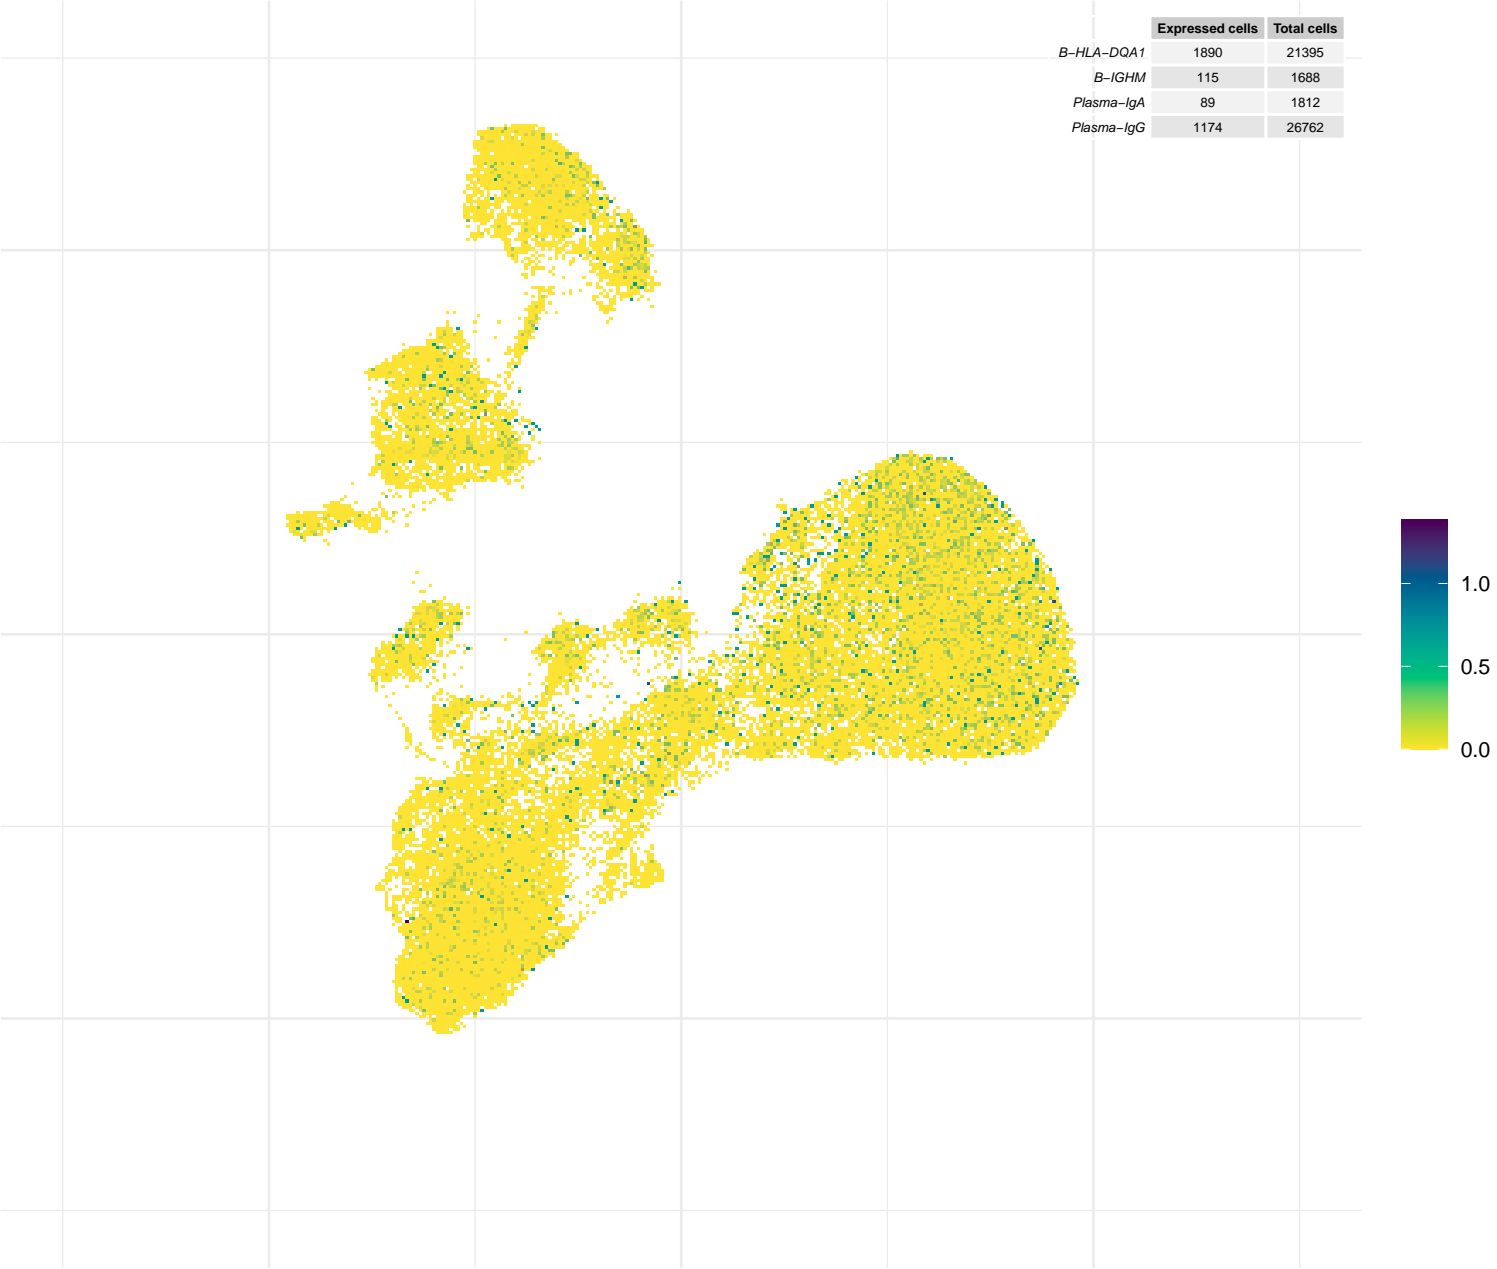 Expressed cells Total cells
B−HLA−DQA1 1890 21395
B−IGHM 115 1688
Plasma−IgA 89 1812
Plasma−IgG 1174 26762
1.0
0.5
0.0